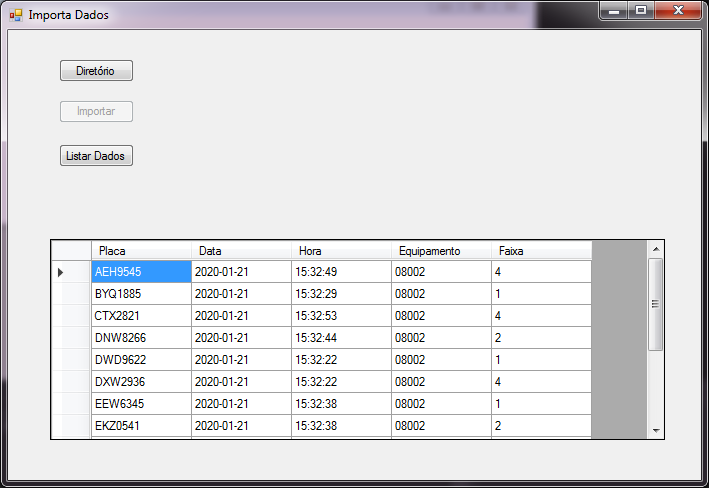 Importa Dados
Diretório
Importar
Listar Dados
Placa Data Hora Equipamento Faixa
AEH9545 2020-01-21 15:32:49 08002 4
BYQ1885 2020-01-21 15:32:29 08002 1
CTX2821 2020-01-21 15:32:53 08002 4
DNW8266 2020-01-21 15:32:44 08002 2
DWD9622 2020-01-21 15:32:22 08002 1
DXW2936 2020-01-21 15:32:22 08002 4
EEW6345 2020-01-21 15:32:38 08002 1
EKZ0541 2020-01-21 15:32:38 08002 2